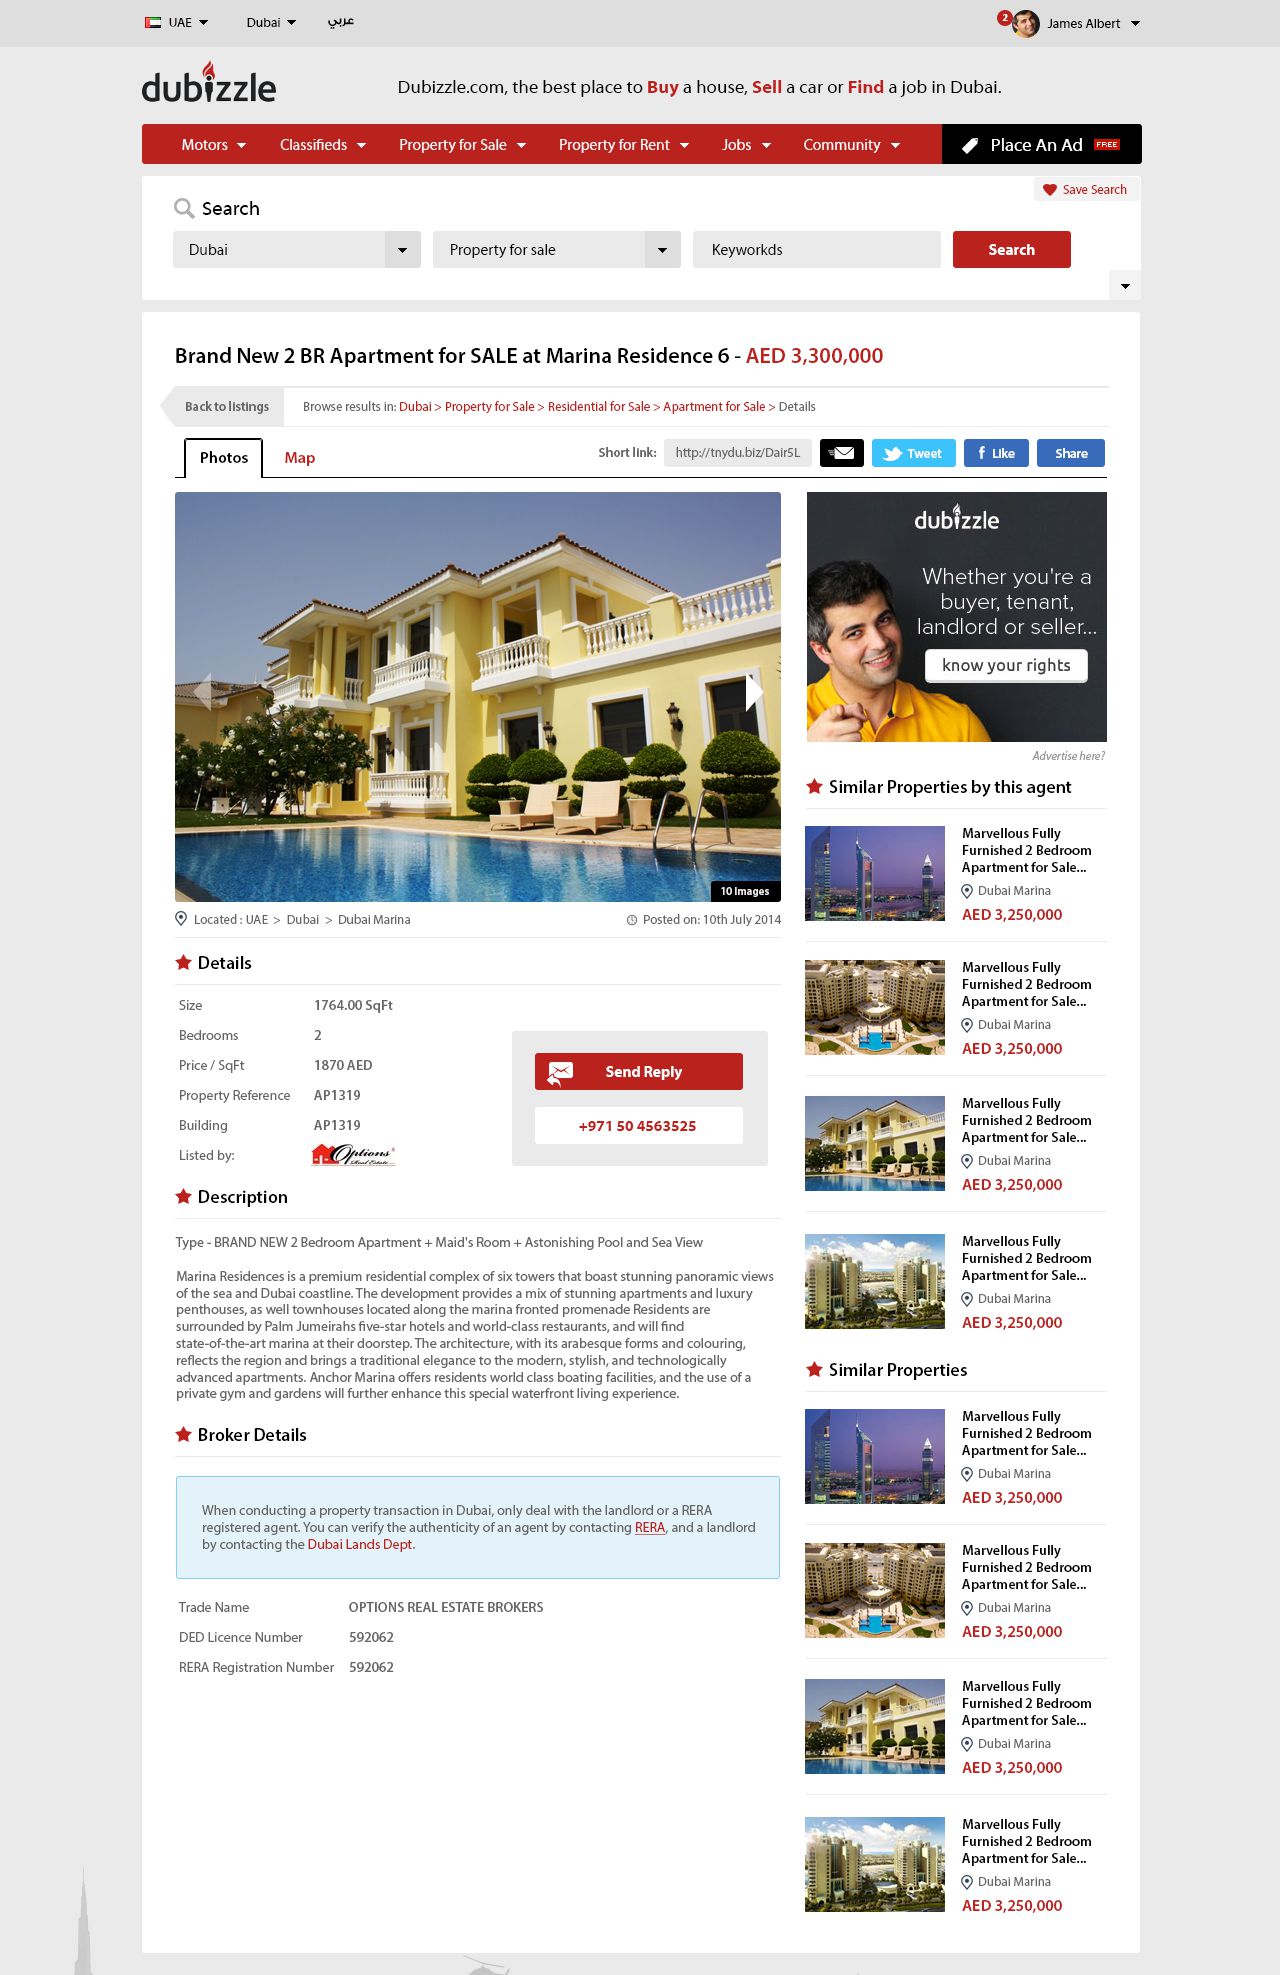 UAE
Dubai
عربي
2
James Albert
dubizzle
Dubizzle.com, the best place to Buy a house, Sell a car or Find a job in Dubai.
Motors
Classifieds
Property for Sale
Property for Rent
Jobs
Community
Place An Ad
FREE
Save Search
Search
Dubai
Property for sale
Keyworkds
Search
Brand New 2 BR Apartment for SALE at Marina Residence 6 - AED 3,300,000
Back to listings
Browse results in: Dubai > Property for Sale > Residential for Sale > Apartment for Sale > Details
Photos
Map
Short link:
http://tnydu.biz/Dair5L
Tweet
f Like
Share
10 Images
Located : UAE > Dubai > Dubai Marina
Posted on: 10th July 2014
Details
Size 1764.00 SqFt
Bedrooms 2
Price / SqFt 1870 AED
Property Reference AP1319
Building AP1319
Listed by: Options
Real Estate
Send Reply
+971 50 4563525
Description
Type - BRAND NEW 2 Bedroom Apartment + Maid's Room + Astonishing Pool and Sea View
Marina Residences is a premium residential complex of six towers that boast stunning panoramic views
of the sea and Dubai coastline. The development provides a mix of stunning apartments and luxury
penthouses, as well townhouses located along the marina fronted promenade Residents are
surrounded by Palm Jumeirahs five-star hotels and world-class restaurants, and will find
state-of-the-art marina at their doorstep. The architecture, with its arabesque forms and colouring,
reflects the region and brings a traditional elegance to the modern, stylish, and technologically
advanced apartments. Anchor Marina offers residents world class boating facilities, and the use of a
private gym and gardens will further enhance this special waterfront living experience.
Broker Details
When conducting a property transaction in Dubai, only deal with the landlord or a RERA
registered agent. You can verify the authenticity of an agent by contacting RERA, and a landlord
by contacting the Dubai Lands Dept.
Trade Name OPTIONS REAL ESTATE BROKERS
DED Licence Number 592062
RERA Registration Number 592062
dubizzle
Whether you're a
buyer, tenant,
landlord or seller...
know your rights
Advertise here?
Similar Properties by this agent
Marvellous Fully
Furnished 2 Bedroom
Apartment for Sale...
Dubai Marina
AED 3,250,000
Marvellous Fully
Furnished 2 Bedroom
Apartment for Sale...
Dubai Marina
AED 3,250,000
Marvellous Fully
Furnished 2 Bedroom
Apartment for Sale...
Dubai Marina
AED 3,250,000
Marvellous Fully
Furnished 2 Bedroom
Apartment for Sale...
Dubai Marina
AED 3,250,000
Similar Properties
Marvellous Fully
Furnished 2 Bedroom
Apartment for Sale...
Dubai Marina
AED 3,250,000
Marvellous Fully
Furnished 2 Bedroom
Apartment for Sale...
Dubai Marina
AED 3,250,000
Marvellous Fully
Furnished 2 Bedroom
Apartment for Sale...
Dubai Marina
AED 3,250,000
Marvellous Fully
Furnished 2 Bedroom
Apartment for Sale...
Dubai Marina
AED 3,250,000